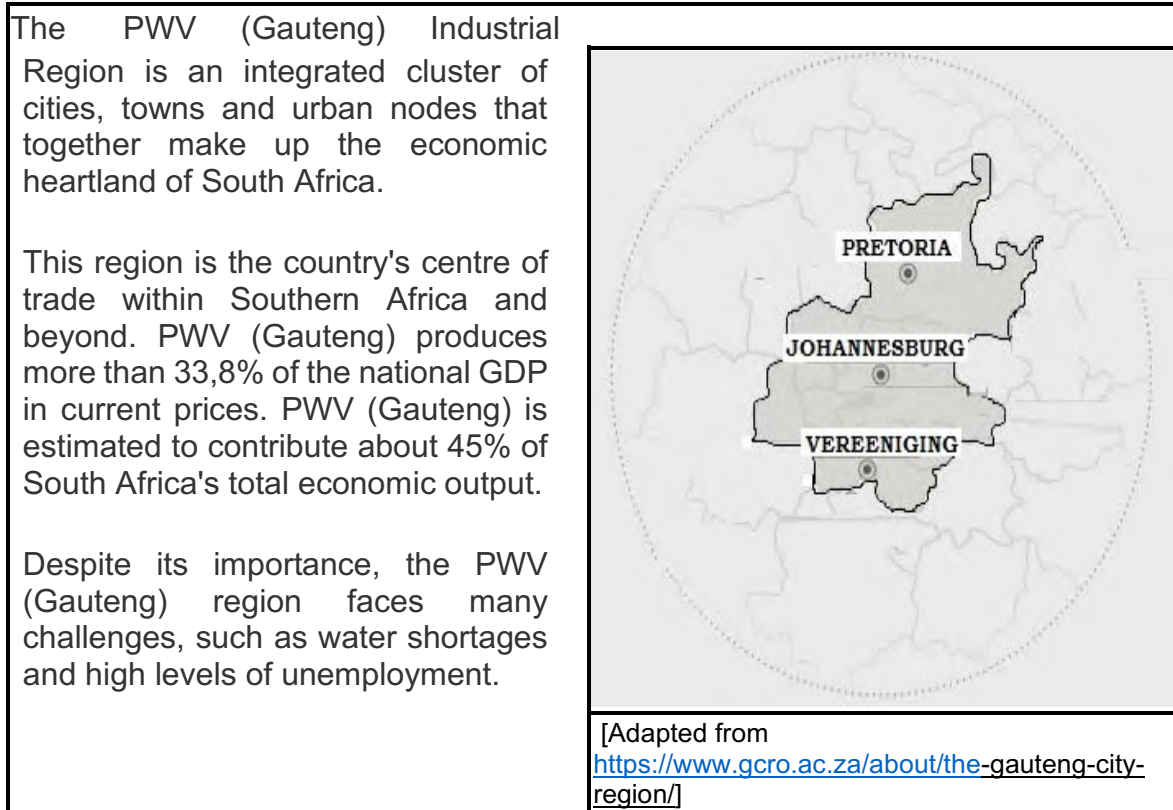 The PWV (Gauteng) Industrial
Region is an integrated cluster of
cities, towns and urban nodes that
together make up the economic
heartland of South Africa.
This region is the country's centre of
trade within Southern Africa and
beyond. PWV (Gauteng) produces
more than 33,8% of the national GDP
in current prices. PWV (Gauteng) is
estimated to contribute about 45% of
South Africa's total economic output.
Despite its importance, the PWV
(Gauteng) region faces many
challenges, such as water shortages
and high levels of unemployment.
PRETORIA
JOHANNESBURG
VEREENIGING
[Adapted from
https://www.gcro.ac.za/about/the-gauteng-city-
region/]